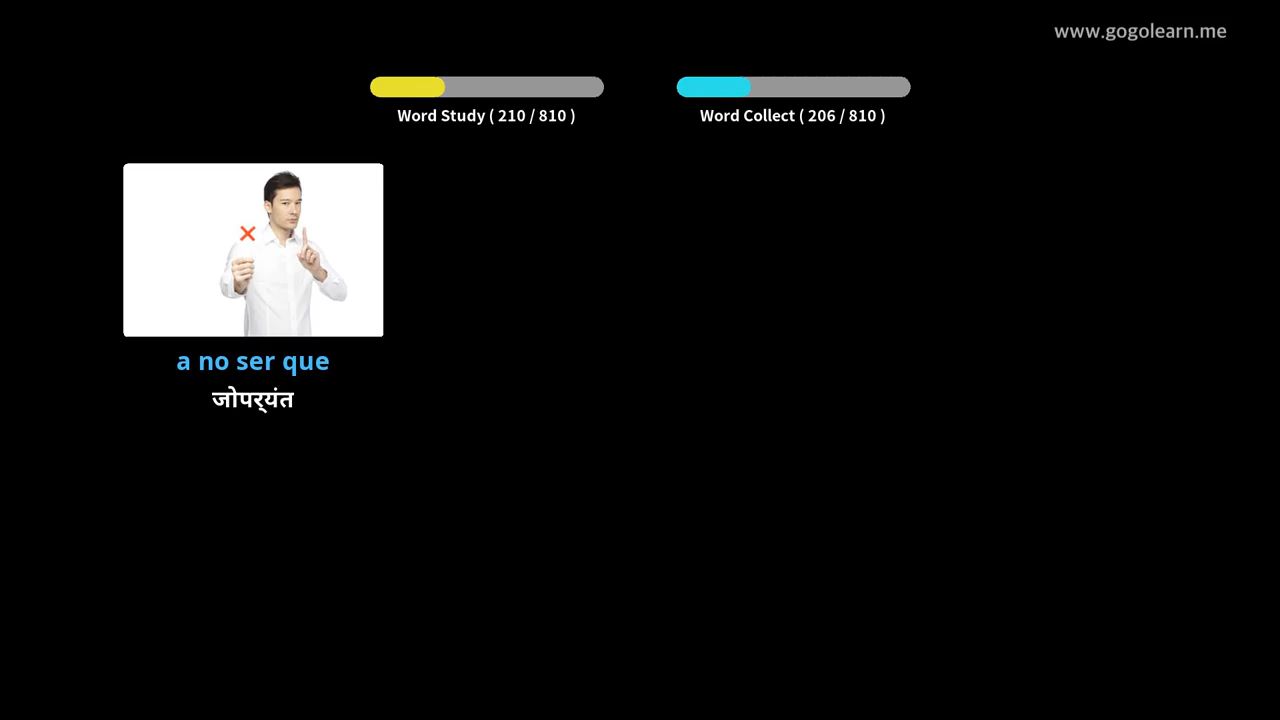 www.gogolearn.me
Word Study ( 210 / 810 )
Word Collect ( 206 / 810 )
a no ser que
जोपर्यंत